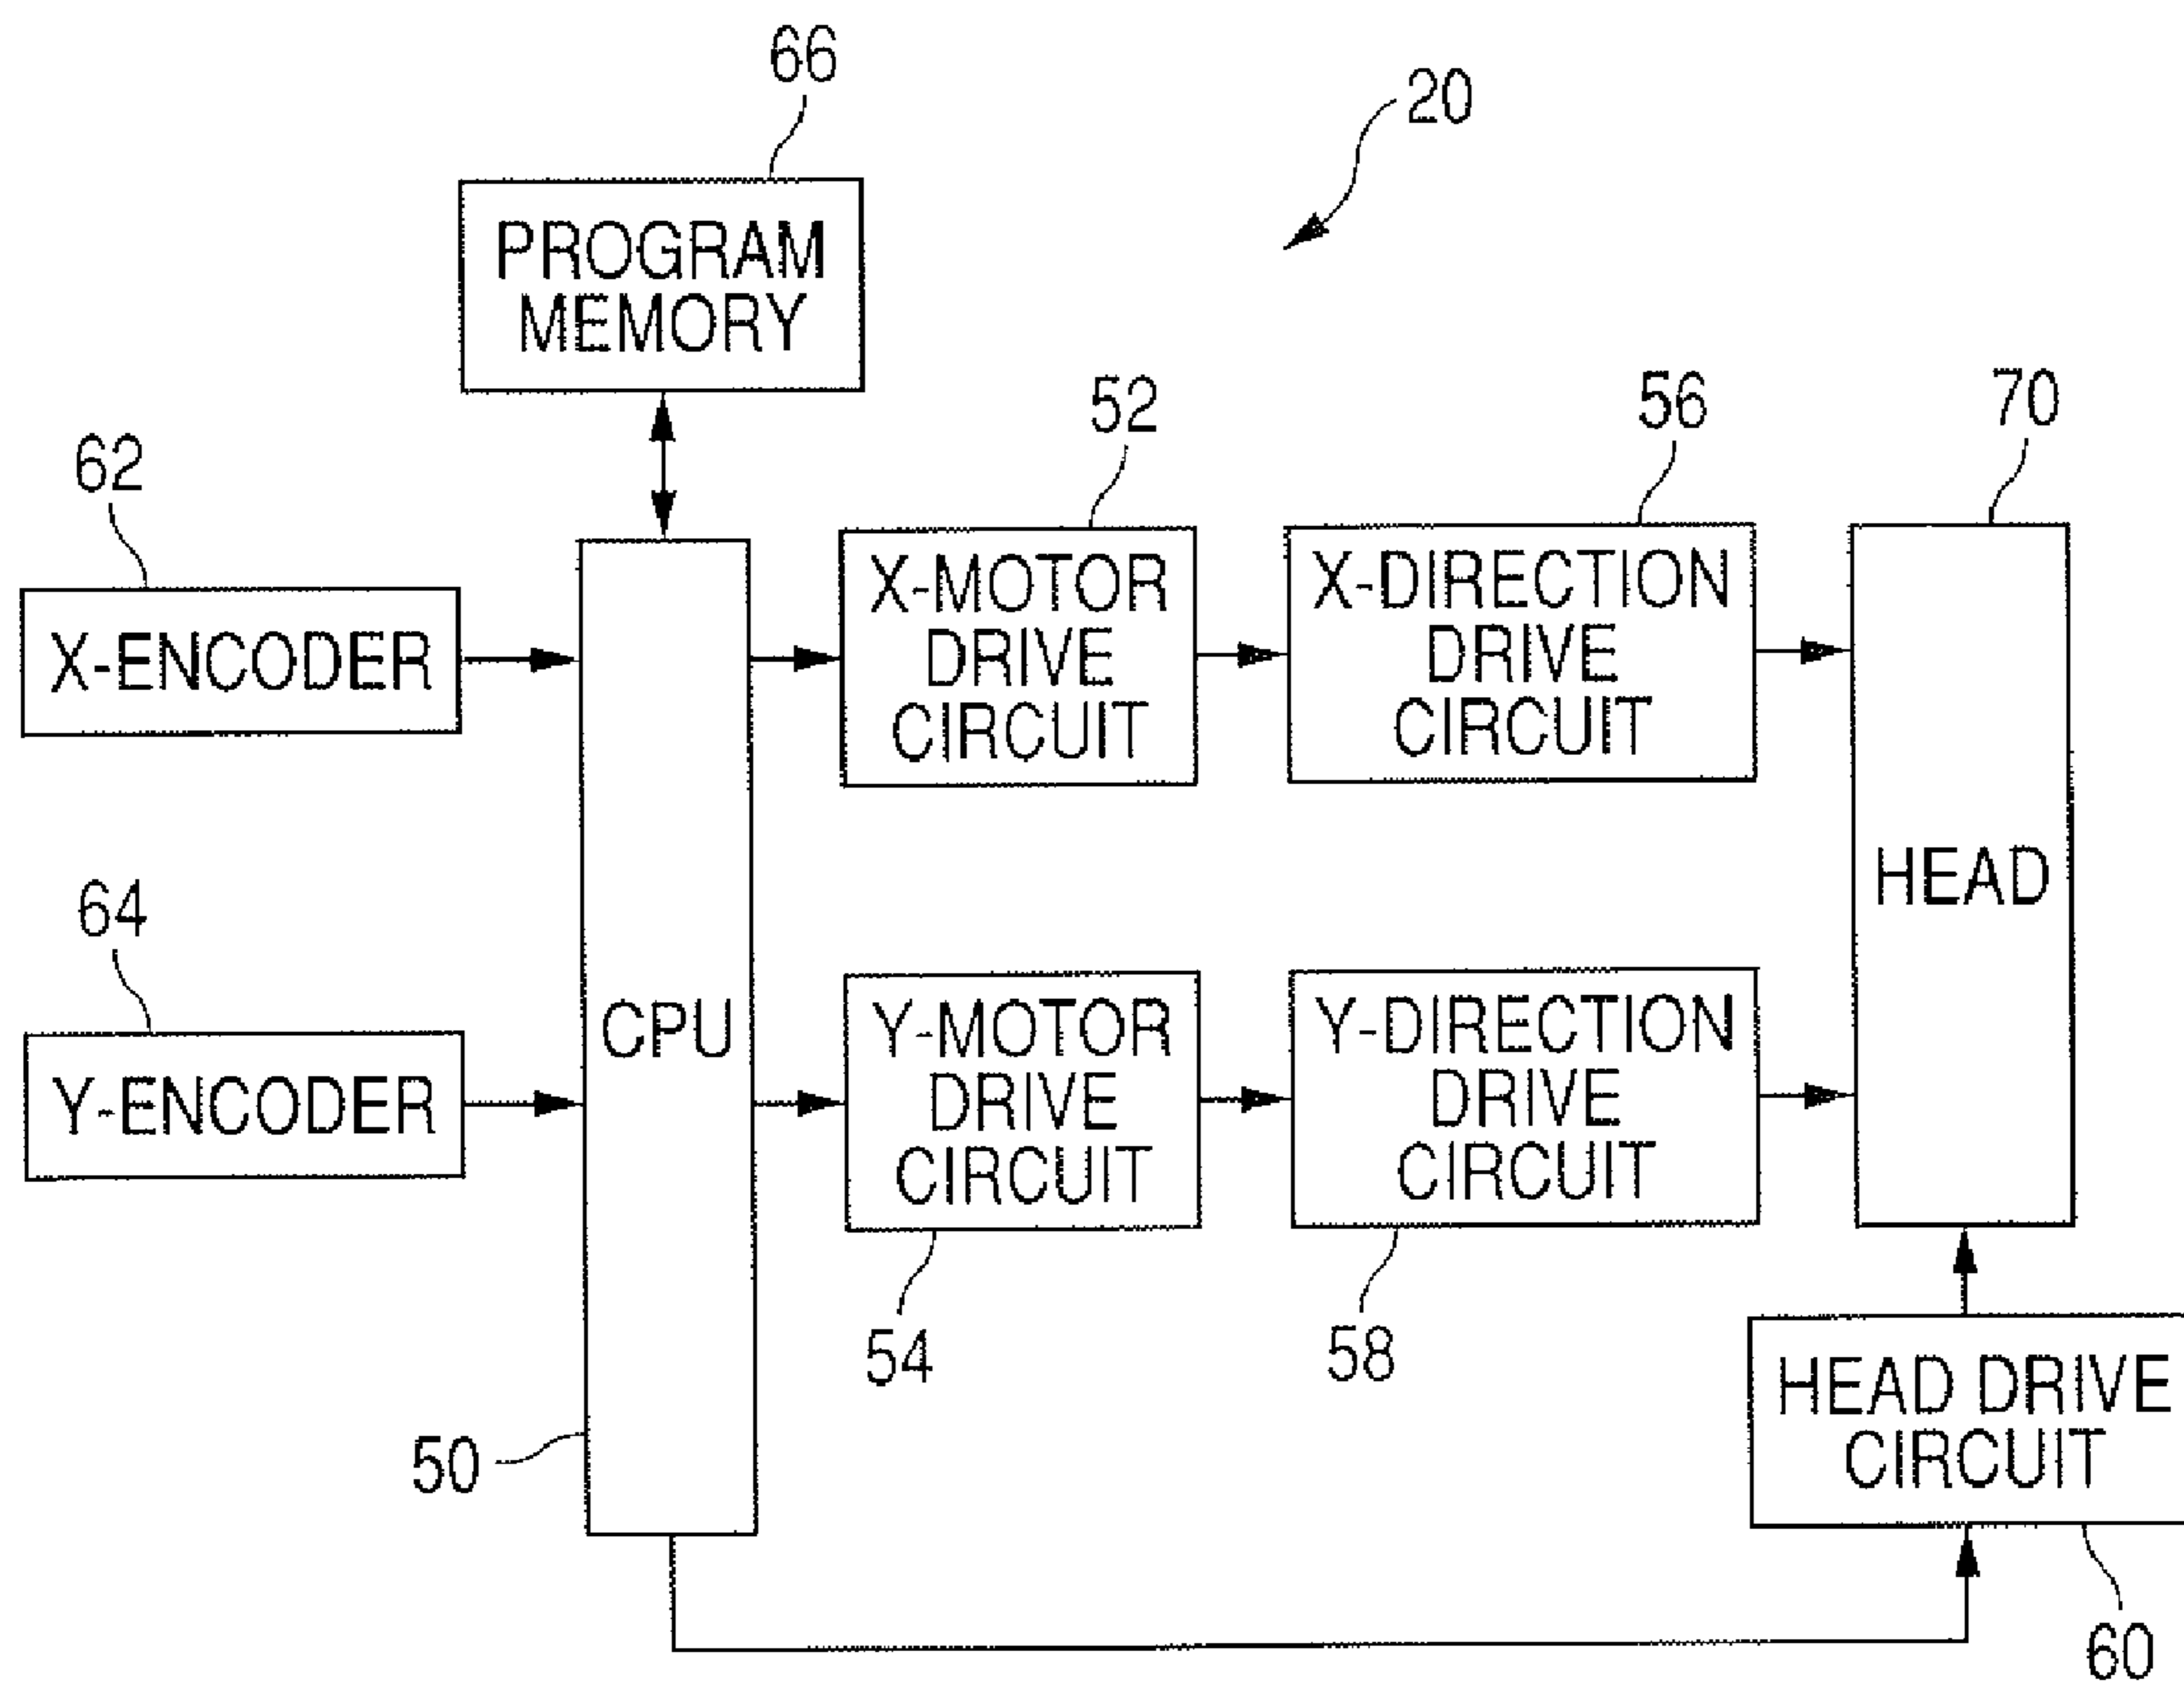 66
20
PROGRAM
MEMORY
62
52
56
70
X-ENCODER
X-MOTOR
DRIVE
CIRCUIT
X-DIRECTION
DRIVE
CIRCUIT
HEAD
64
Y-ENCODER
CPU
Y-MOTOR
DRIVE
CIRCUIT
Y-DIRECTION
DRIVE
CIRCUIT
54
58
50
HEAD DRIVE
CIRCUIT
60